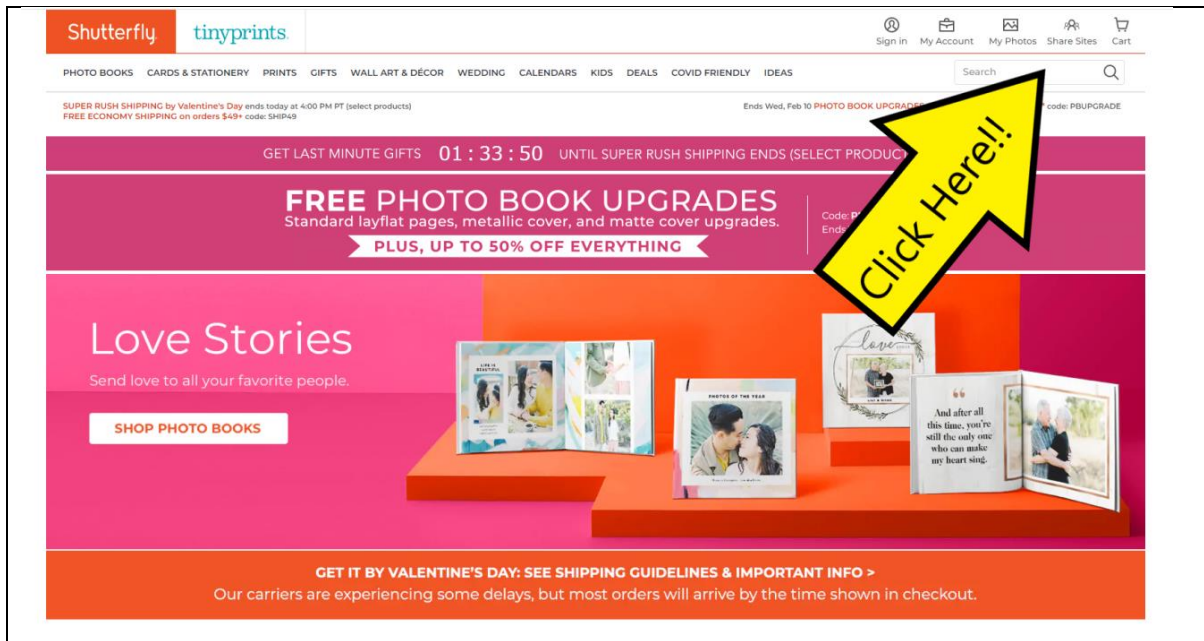 Shutterfly.
tinyprints.
Sign in My Account My Photos Share Sites Cart
PHOTO BOOKS CARDS & STATIONERY PRINTS GIFTS WALL ART & DÉCOR WEDDING CALENDARS KIDS DEALS COVID FRIENDLY IDEAS
Search
SUPER RUSH SHIPPING by Valentine's Day ends today at 4:00 PM PT (select products)
FREE ECONOMY SHIPPING on orders $49+ code: SHIP49
Ends Wed, Feb 10 PHOTO BOOK code: PBUPGRADE
GET LAST MINUTE GIFTS 01 : 33 : 50 UNTIL SUPER RUSH SHIPPING ENDS (SELECT
FREE PHOTO BOOK UPGRADES
Standard layflat pages, metallic cover, and matte cover upgrades.
PLUS, UP TO 50% OFF EVERYTHING
Code:
Ends
Click Here!!
Love Stories
Send love to all your favorite people.
SHOP PHOTO BOOKS
LIFE IS
BEAUTIFUL
PHOTOS OF THE YEAR
love
And after all
this time, you're
still the only one
who can make
my heart sing.
GET IT BY VALENTINE'S DAY: SEE SHIPPING GUIDELINES & IMPORTANT INFO >
Our carriers are experiencing some delays, but most orders will arrive by the time shown in checkout.